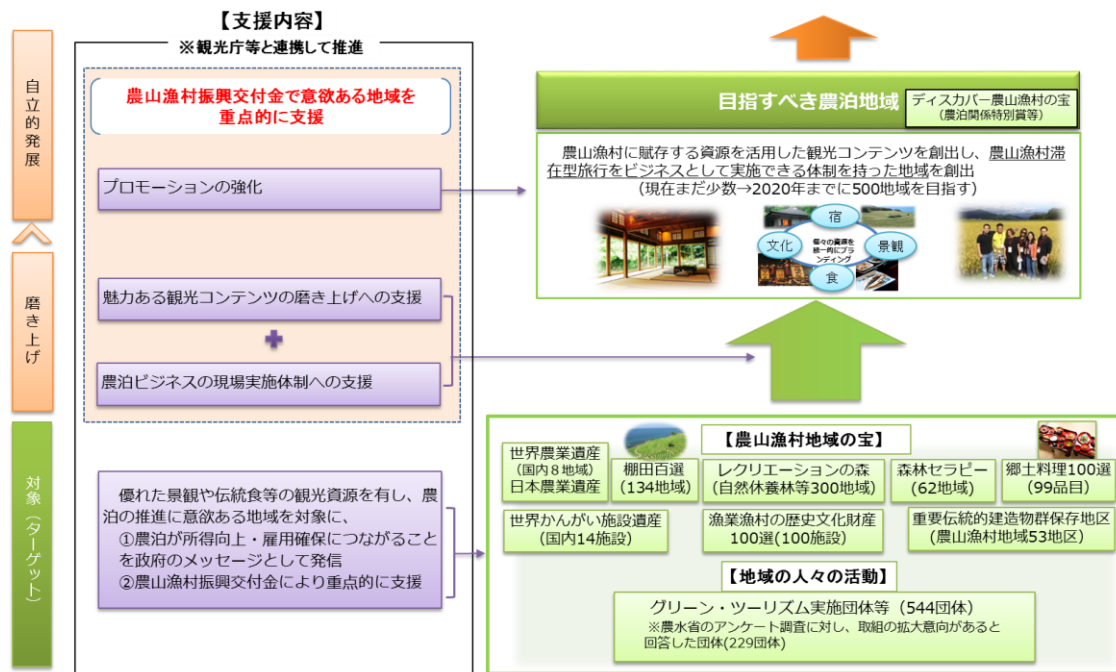 【支援内容】
※観光庁等と連携して推進
自立的発展
磨き上げ
対象（ターゲット）
農山漁村振興交付金で意欲ある地域を
重点的に支援
プロモーションの強化
魅力ある観光コンテンツの磨き上げへの支援
農泊ビジネスの現場実施体制への支援
優れた景観や伝統食等の観光資源を有し、農
泊の推進に意欲ある地域を対象に、
①農泊が所得向上・雇用確保につながること
を政府のメッセージとして発信
②農山漁村振興交付金により重点的に支援
目指すべき農泊地域
ディスカバー農山漁村の宝
（農泊関係特別賞等）
農山漁村に賦存する資源を活用した観光コンテンツを創出し、農山漁村滞
在型旅行をビジネスとして実施できる体制を持った地域を創出
（現在まだ少数→2020年までに500地域を目指す）
宿
文化
個々の資源を
統一的にブラ
ンディング
景観
食
【農山漁村地域の宝】
世界農業遺産
（国内８地域）
日本農業遺産
棚田百選
(134地域)
レクリエーションの森
(自然休養林等300地域)
森林セラピー
(62地域)
郷土料理100選
(99品目)
世界かんがい施設遺産
(国内14施設)
漁業漁村の歴史文化財産
100選(100施設)
重要伝統的建造物群保存地区
(農山漁村地域53地区)
【地域の人々の活動】
グリーン・ツーリズム実施団体等（544団体）
※農水省のアンケート調査に対し、取組の拡大意向があると
回答した団体(229団体)